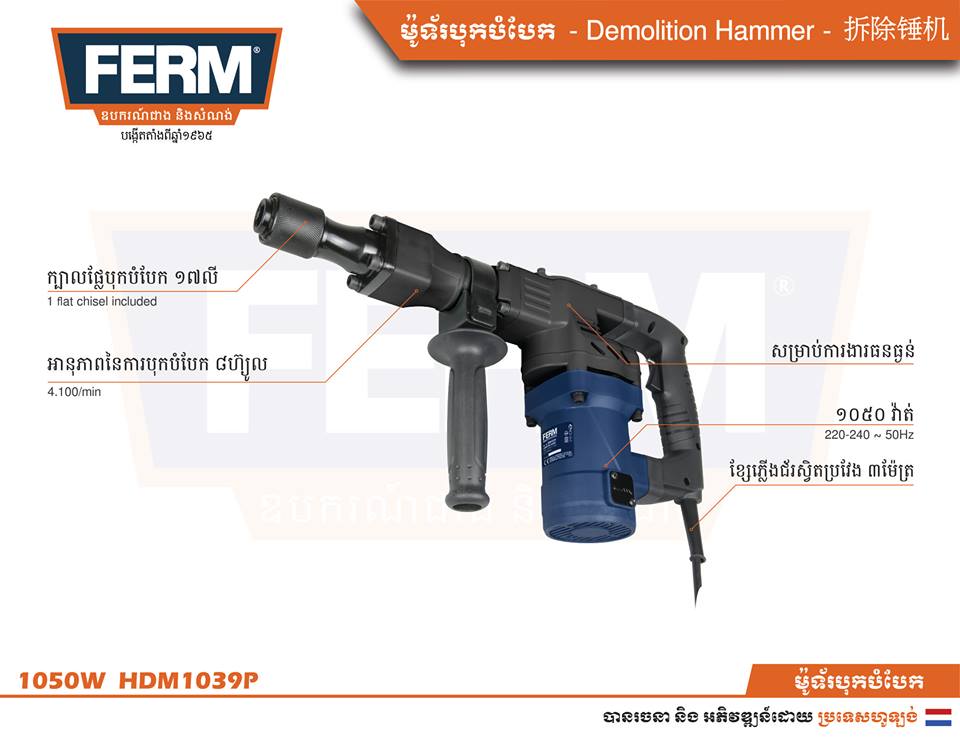 FERM®
ឧបករណ៍ជាង និងសំណង់
បង្កើតតាំងពីឆ្នាំ១៩៦៥
ម៉ូទ័របុកបំបែក - Demolition Hammer - 拆除锤机
ក្បាលផ្លែបុកបំបែក ១៧លី
1 flat chisel included
អានុភាពនៃការបុកបំបែក ៨ហ៊្សូល
4.100/min
សម្រាប់ការងារធនធ្ងន់
១០៥០ វ៉ាត់
220-240 ~ 50Hz
ខ្សែភ្លើងជ័រស្វិតប្រវែង ៣ម៉ែត្រ
FERM
1050W HDM1039P
ម៉ូទ័របុកបំបែក
បានរចនា និង អភិវឌ្ឍន៍ដោយ ប្រទេសហូឡង់